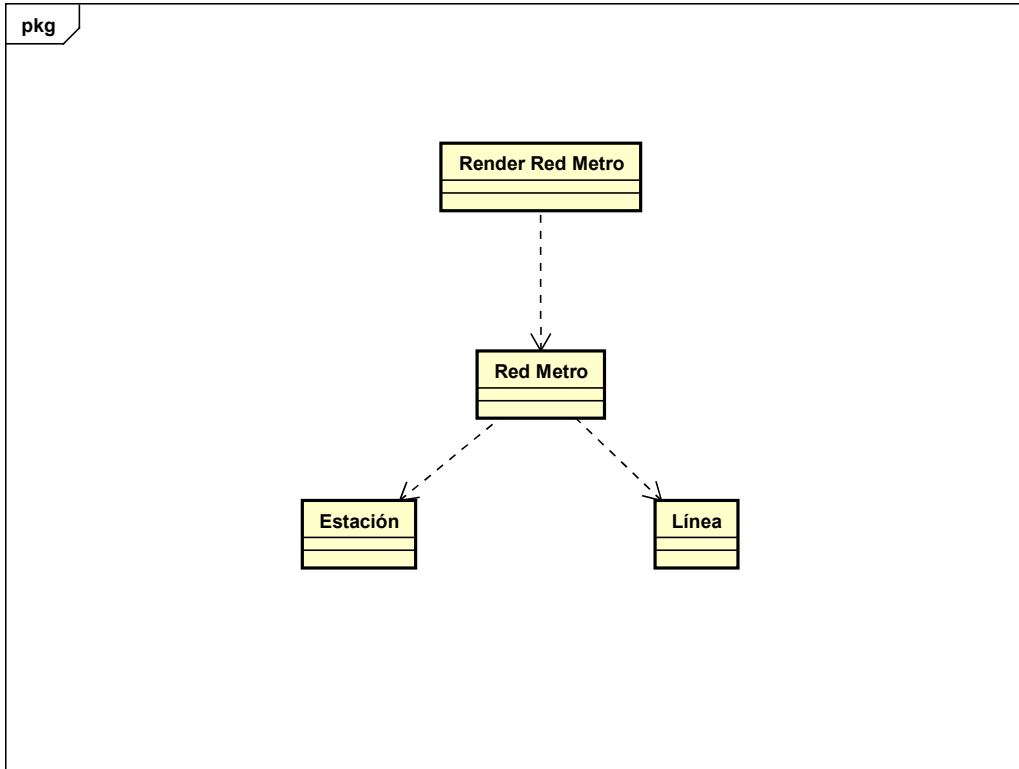 pkg
Render Red Metro
Red Metro
Estación
Línea